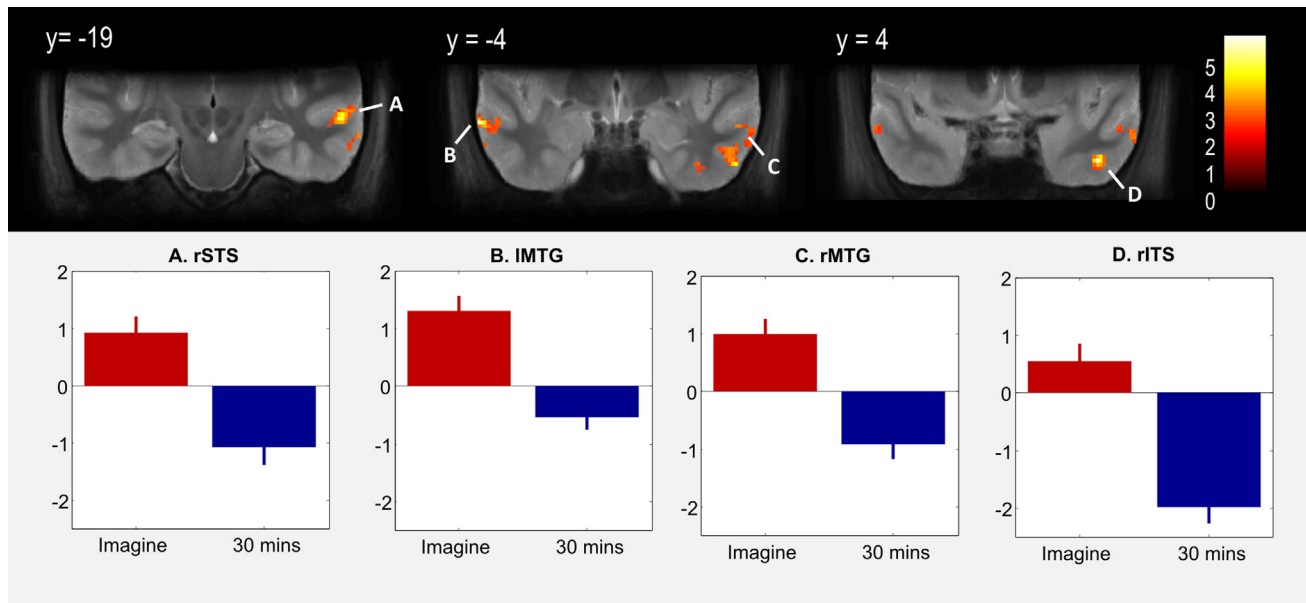 y= -19
y = -4
y = 4
A
B
C
D
5
4
3
2
1
0
A. rSTS
2
1
0
-1
-2
Imagine 30 mins
B. lMTG
2
1
0
-1
-2
Imagine 30 mins
C. rMTG
2
1
0
-1
-2
Imagine 30 mins
D. rITS
2
1
0
-1
-2
Imagine 30 mins